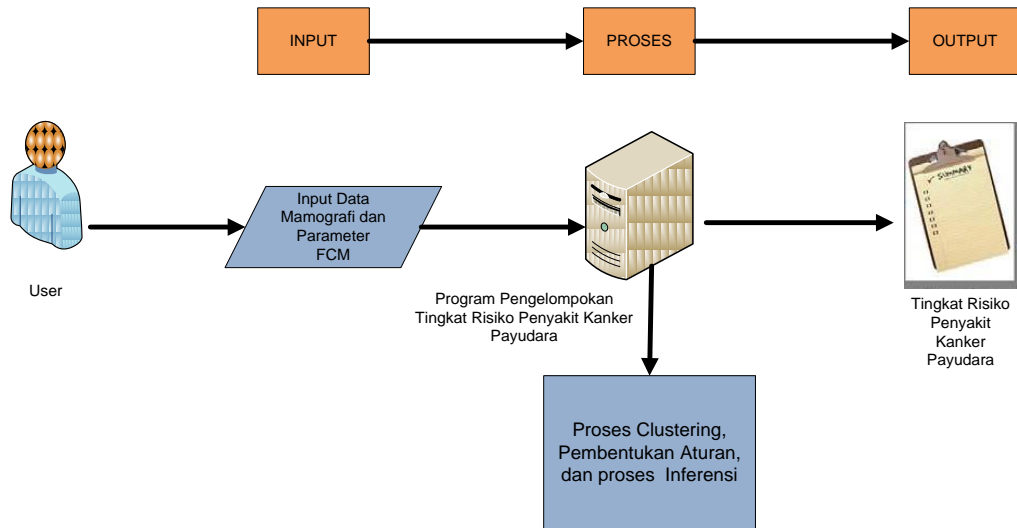 INPUT
PROSES
OUTPUT
SUMMARY
Input Data
Mamografi dan
Parameter
FCM
User
Program Pengelompokan
Tingkat Risiko Penyakit Kanker
Payudara
Tingkat Risiko
Penyakit
Kanker
Payudara
Proses Clustering,
Pembentukan Aturan,
dan proses Inferensi